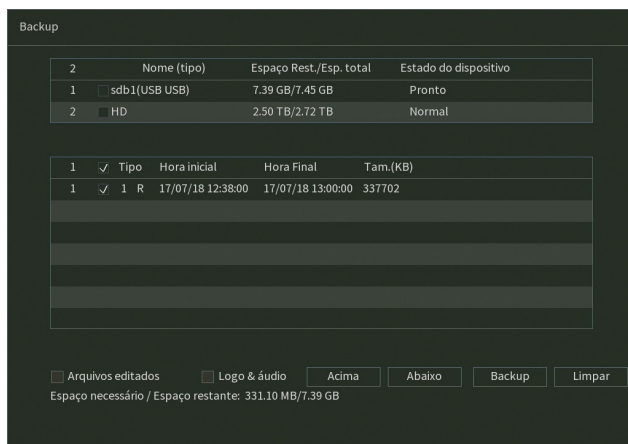 Backup
2 Nome (tipo) Espaço Rest./Esp. total Estado do dispositivo
1 sdb1(USB USB) 7.39 GB/7.45 GB Pronto
2 HD 2.50 TB/2.72 TB Normal
1 Tipo Hora inicial Hora Final Tam.(KB)
1 1 R 17/07/18 12:38:00 17/07/18 13:00:00 337702
Arquivos editados Logo & áudio Acima Abaixo Backup Limpar
Espaço necessário / Espaço restante: 331.10 MB/7.39 GB